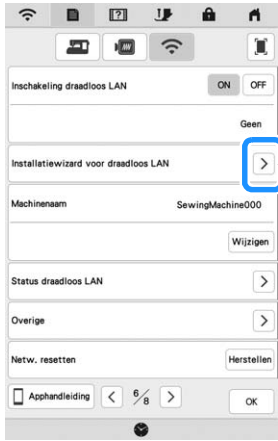 Inschakeling draadloos LAN ON OFF
Geen
Installatiewizard voor draadloos LAN
Machinenaam SewingMachine000
Wijzigen
Status draadloos LAN
Overige
Netw. resetten Herstellen
Apphandleiding 6/8 OK